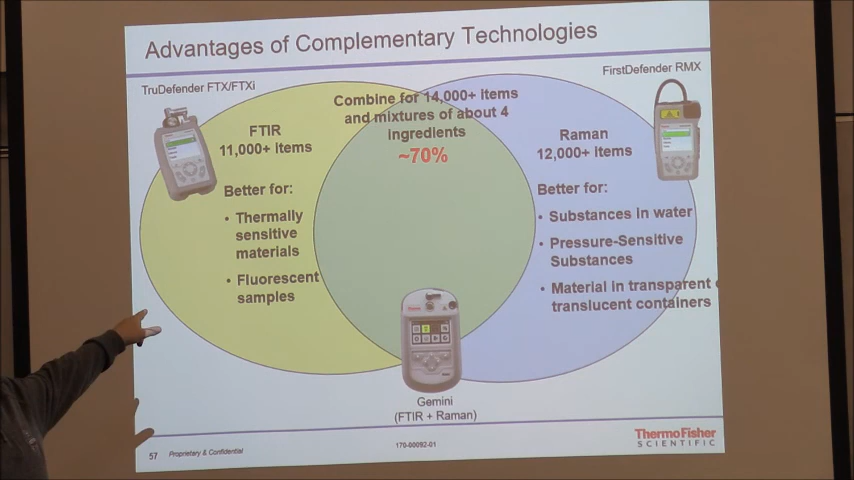 Advantages of Complementary Technologies
TruDefender FTX/FTXi
FirstDefender RMX
Combine for 14,000+ items
and mixtures of about 4
ingredients
~70%
FTIR
11,000+ items
Better for:
• Thermally
sensitive
materials
• Fluorescent
samples
Raman
12,000+ items
Better for:
• Substances in water
• Pressure-Sensitive
Substances
• Material in transparent
translucent containers
Gemini
(FTIR + Raman)
57 Proprietary & Confidential
170-00092-01
ThermoFisher
SCIENTIFIC